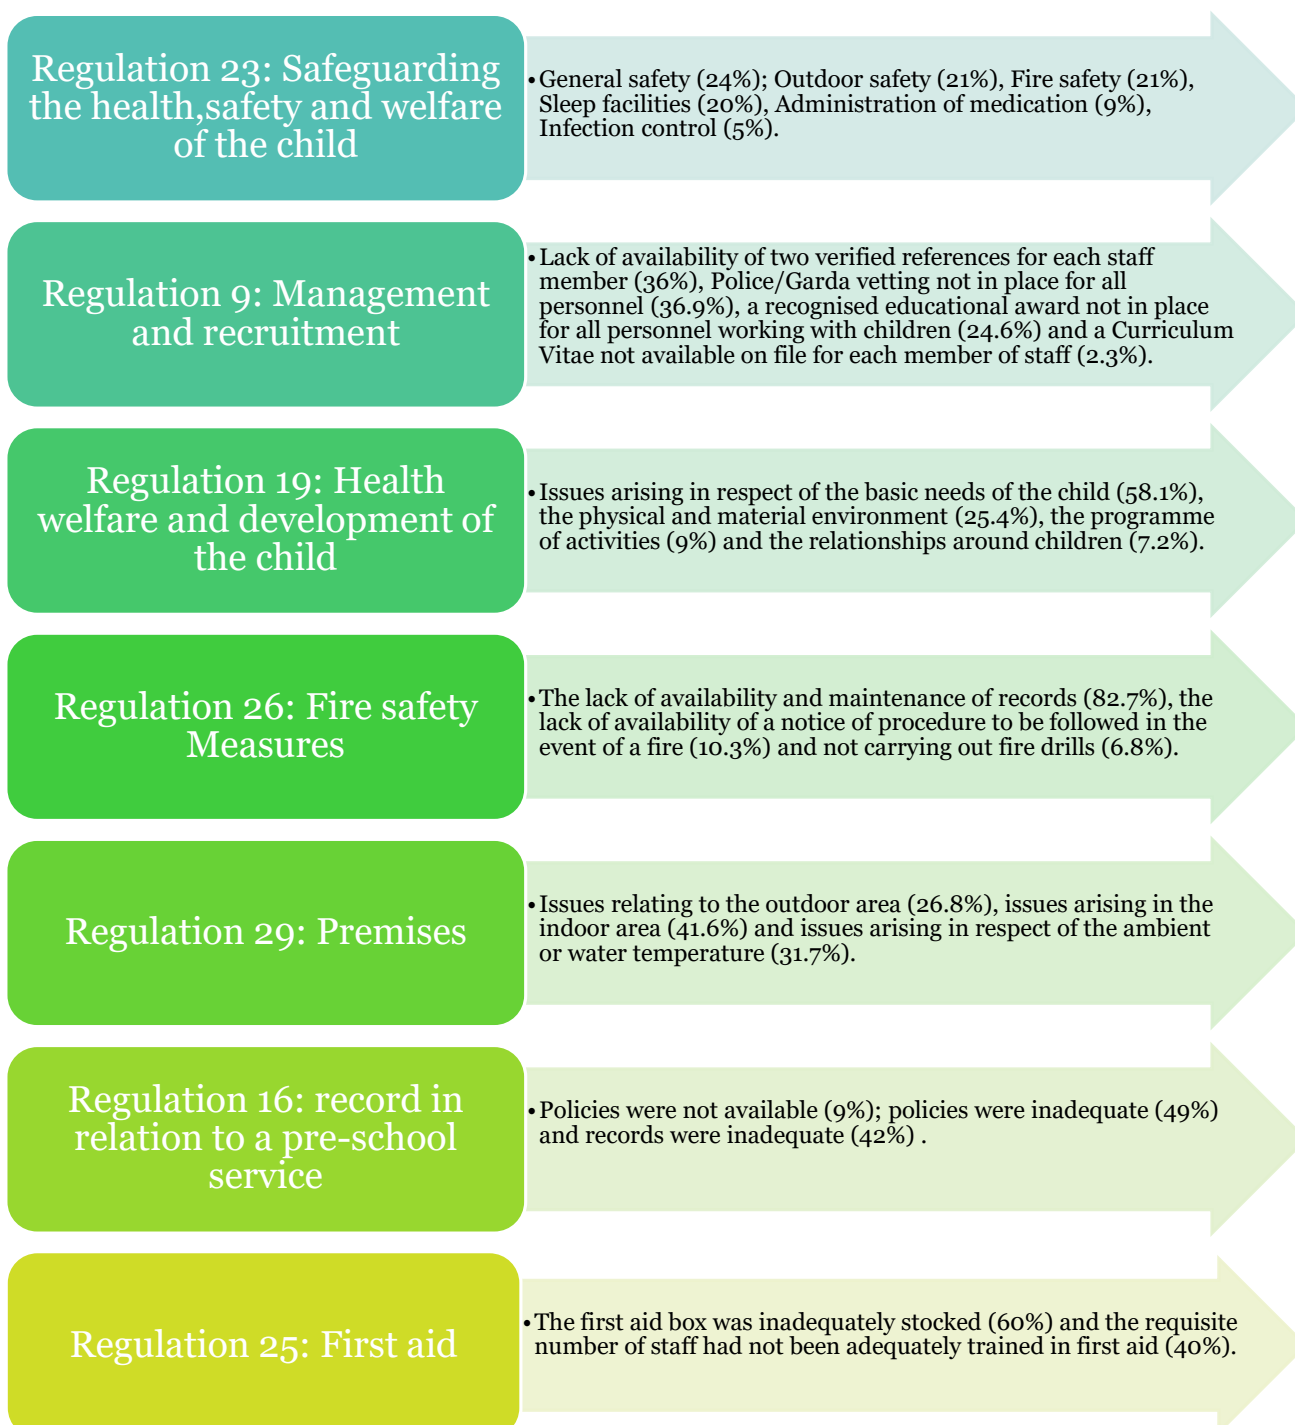 Regulation 23: Safeguarding
the health,safety and welfare
of the child
•General safety (24%); Outdoor safety (21%), Fire safety (21%),
Sleep facilities (20%), Administration of medication (9%),
Infection control (5%).
Regulation 9: Management
and recruitment
•Lack of availability of two verified references for each staff
member (36%), Police/Garda vetting not in place for all
personnel (36.9%), a recognised educational award not in place
for all personnel working with children (24.6%) and a Curriculum
Vitae not available on file for each member of staff (2.3%).
Regulation 19: Health
welfare and development of
the child
•Issues arising in respect of the basic needs of the child (58.1%),
the physical and material environment (25.4%), the programme
of activities (9%) and the relationships around children (7.2%).
Regulation 26: Fire safety
Measures
•The lack of availability and maintenance of records (82.7%), the
lack of availability of a notice of procedure to be followed in the
event of a fire (10.3%) and not carrying out fire drills (6.8%).
Regulation 29: Premises
•Issues relating to the outdoor area (26.8%), issues arising in the
indoor area (41.6%) and issues arising in respect of the ambient
or water temperature (31.7%).
Regulation 16: record in
relation to a pre-school
service
•Policies were not available (9%); policies were inadequate (49%)
and records were inadequate (42%) .
Regulation 25: First aid
•The first aid box was inadequately stocked (60%) and the requisite
number of staff had not been adequately trained in first aid (40%).